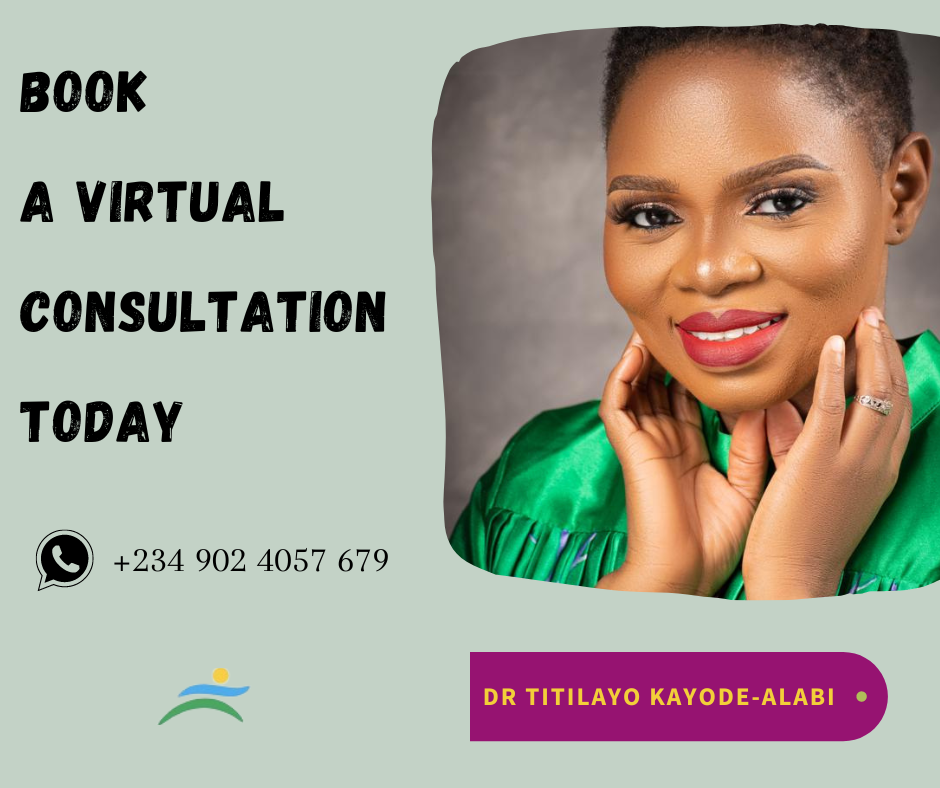 BOOK
A VIRTUAL
CONSULTATION
TODAY
+234 902 4057 679
DR TITILAYO KAYODE-ALABI